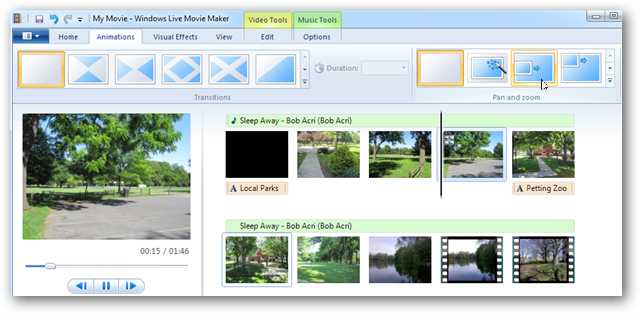 My Movie - Windows Live Movie Maker
Video Tools
Music Tools
Home
Animations
Visual Effects
View
Edit
Options
Duration:
Transitions
Pan and zoom
Sleep Away - Bob Acri (Bob Acri)
A Local Parks
A Petting Zoo
00:15 / 01:46
Sleep Away - Bob Acri (Bob Acri)